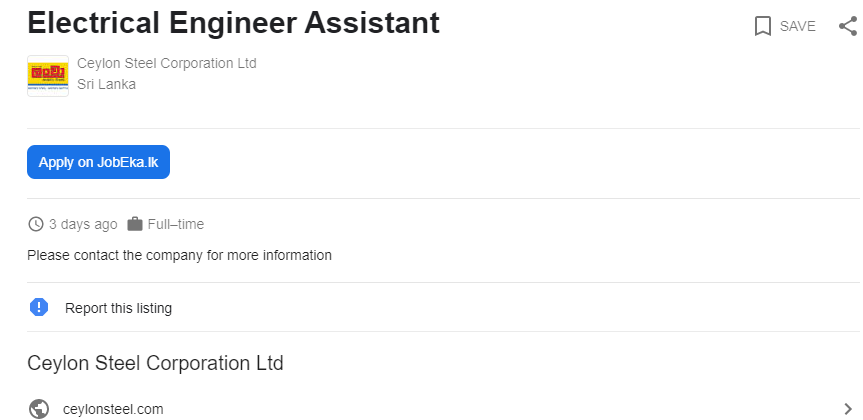 Electrical Engineer Assistant
SAVE
ලංවා
Ceylon Steel Corporation Ltd
Sri Lanka
Apply on JobEka.lk
3 days ago Full–time
Please contact the company for more information
Report this listing
Ceylon Steel Corporation Ltd
ceylonsteel.com